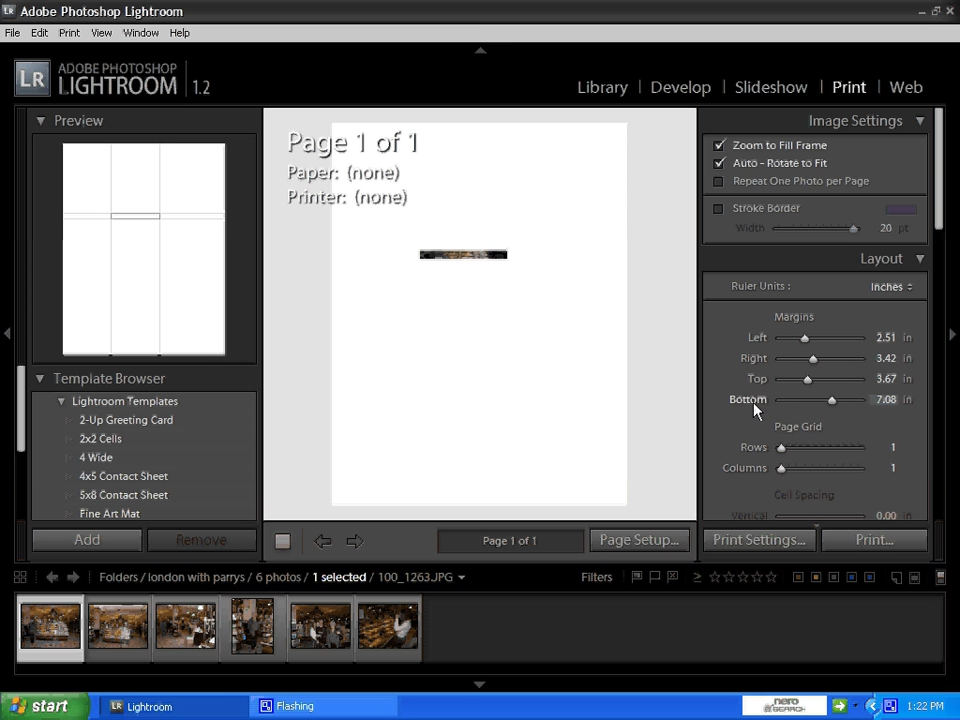 LR Adobe Photoshop Lightroom
File Edit Print View Window Help
LR ADOBE PHOTOSHOP
LIGHTROOM 1.2
Library Develop Slideshow Print Web
Preview
Template Browser
Lightroom Templates
2-Up Greeting Card
2x2 Cells
4 Wide
4x5 Contact Sheet
5x8 Contact Sheet
Fine Art Mat
Add Remove
Page 1 of 1
Paper: (none)
Printer: (none)
Page 1 of 1 Page Setup...
Image Settings
Zoom to Fill Frame
Auto - Rotate to Fit
Repeat One Photo per Page
Stroke Border
Width 20 pt
Layout
Ruler Units : Inches
Margins
Left 2.51 in
Right 3.42 in
Top 3.67 in
Bottom 7.08 in
Page Grid
Rows 1
Columns 1
Cell Spacing
Vertical 0.00 in
Print Settings... Print...
Folders / london with parrys / 6 photos / 1 selected / 100_1263.JPG Filters
start LR Lightroom Flashing nero SEARCH 1:22 PM